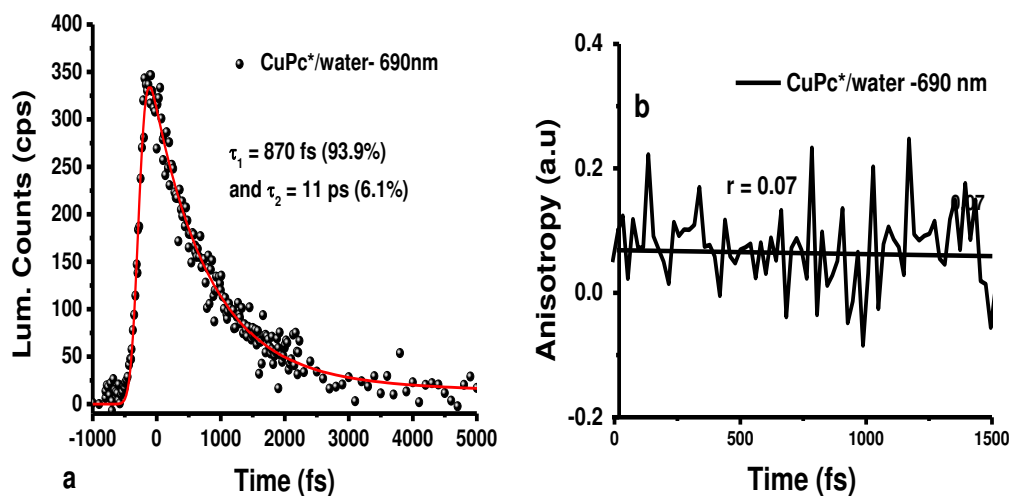 400
350
300
250
200
150
100
50
0
Lum. Counts (cps)
CuPc*/water- 690nm
τ1 = 870 fs (93.9%)
and τ2 = 11 ps (6.1%)
-1000 0 1000 2000 3000 4000 5000
a
Time (fs)
0.4
0.2
0.0
-0.2
Anisotropy (a.u)
b
CuPc*/water -690 nm
r = 0.07
0.07
0 500 1000 1500
Time (fs)